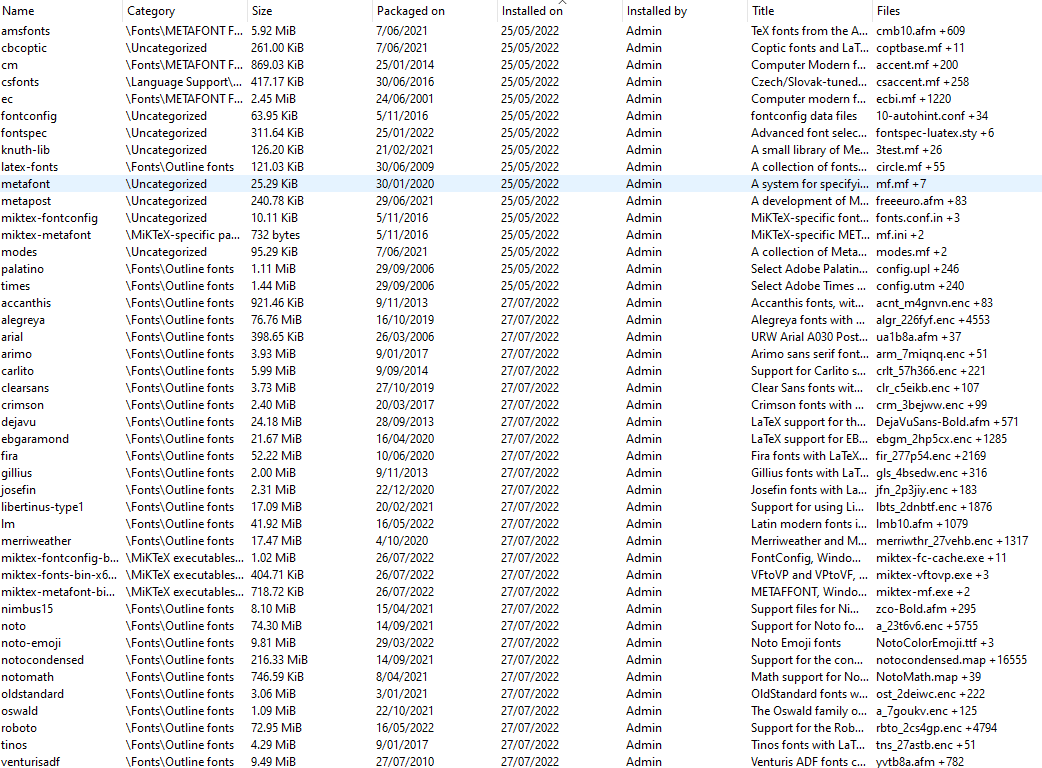 Name Category Size Packaged on Installed on Installed by Title Files
amsfonts \Fonts\METAFONT F... 5.92 MiB 7/06/2021 25/05/2022 Admin TeX fonts from the A... cmb10.afm +609
cbcoptic \Uncategorized 261.00 KiB 7/06/2021 25/05/2022 Admin Coptic fonts and LaT... coptbase.mf +11
cm \Fonts\METAFONT F... 869.03 KiB 25/01/2014 25/05/2022 Admin Computer Modern f... accent.mf +200
csfonts \Language Support\... 417.17 KiB 30/06/2016 25/05/2022 Admin Czech/Slovak-tuned... csaccent.mf +258
ec \Fonts\METAFONT F... 2.45 MiB 24/06/2001 25/05/2022 Admin Computer modern f... ecbi.mf +1220
fontconfig \Uncategorized 63.95 KiB 5/11/2016 25/05/2022 Admin fontconfig data files 10-autohint.conf +34
fontspec \Uncategorized 311.64 KiB 25/01/2022 25/05/2022 Admin Advanced font selec... fontspec-luatex.sty +6
knuth-lib \Uncategorized 126.20 KiB 21/02/2021 25/05/2022 Admin A small library of Me... 3test.mf +26
latex-fonts \Fonts\Outline fonts 121.03 KiB 30/06/2009 25/05/2022 Admin A collection of fonts... circle.mf +55
metafont \Uncategorized 25.29 KiB 30/01/2020 25/05/2022 Admin A system for specifyi... mf.mf +7
metapost \Uncategorized 240.78 KiB 29/06/2021 25/05/2022 Admin A development of M... freeeuro.afm +83
miktex-fontconfig \Uncategorized 10.11 KiB 5/11/2016 25/05/2022 Admin MiKTeX-specific font... fonts.conf.in +3
miktex-metafont \MiKTeX-specific pa... 732 bytes 5/11/2016 25/05/2022 Admin MiKTeX-specific MET... mf.ini +2
modes \Uncategorized 95.29 KiB 7/06/2021 25/05/2022 Admin A collection of Meta... modes.mf +2
palatino \Fonts\Outline fonts 1.11 MiB 29/09/2006 25/05/2022 Admin Select Adobe Palatin... config.upl +246
times \Fonts\Outline fonts 1.44 MiB 29/09/2006 25/05/2022 Admin Select Adobe Times ... config.utm +240
accanthis \Fonts\Outline fonts 921.46 KiB 9/11/2013 27/07/2022 Admin Accanthis fonts, wit... acnt_m4gnvn.enc +83
alegreya \Fonts\Outline fonts 76.76 MiB 16/10/2019 27/07/2022 Admin Alegreya fonts with ... algr_226fyf.enc +4553
arial \Fonts\Outline fonts 398.65 KiB 26/03/2006 27/07/2022 Admin URW Arial A030 Post... ua1b8a.afm +37
arimo \Fonts\Outline fonts 3.93 MiB 9/01/2017 27/07/2022 Admin Arimo sans serif font... arm_7miqnq.enc +51
carlito \Fonts\Outline fonts 5.99 MiB 9/09/2014 27/07/2022 Admin Support for Carlito s... crlt_57h366.enc +221
clearsans \Fonts\Outline fonts 3.73 MiB 27/10/2019 27/07/2022 Admin Clear Sans fonts wit... clr_c5eikb.enc +107
crimson \Fonts\Outline fonts 2.40 MiB 20/03/2017 27/07/2022 Admin Crimson fonts with ... crm_3bejww.enc +99
dejavu \Fonts\Outline fonts 24.18 MiB 28/09/2013 27/07/2022 Admin LaTeX support for th... DejaVuSans-Bold.afm +571
ebgaramond \Fonts\Outline fonts 21.67 MiB 16/04/2020 27/07/2022 Admin LaTeX support for EB... ebgm_2hp5cx.enc +1285
fira \Fonts\Outline fonts 52.22 MiB 10/06/2020 27/07/2022 Admin Fira fonts with LaTeX... fir_277p54.enc +2169
gillius \Fonts\Outline fonts 2.00 MiB 9/11/2013 27/07/2022 Admin Gillius fonts with LaT... gls_4bsedw.enc +316
josefin \Fonts\Outline fonts 2.31 MiB 22/12/2020 27/07/2022 Admin Josefin fonts with La... jfn_2p3jiy.enc +183
libertinus-type1 \Fonts\Outline fonts 17.09 MiB 20/02/2021 27/07/2022 Admin Support for using Li... lbts_2dnbtf.enc +1876
lm \Fonts\Outline fonts 41.92 MiB 16/05/2022 27/07/2022 Admin Latin modern fonts i... lmb10.afm +1079
merriweather \Fonts\Outline fonts 17.47 MiB 4/10/2020 27/07/2022 Admin Merriweather and M... merriwthr_27vehb.enc +1317
miktex-fontconfig-b... \MiKTeX executables... 1.02 MiB 26/07/2022 27/07/2022 Admin FontConfig, Windo... miktex-fc-cache.exe +11
miktex-fonts-bin-x6... \MiKTeX executables... 404.71 KiB 26/07/2022 27/07/2022 Admin VFtoVP and VPtoVF, ... miktex-vftovp.exe +3
miktex-metafont-bi... \MiKTeX executables... 718.72 KiB 26/07/2022 27/07/2022 Admin METAFFONT, Windo... miktex-mf.exe +2
nimbus15 \Fonts\Outline fonts 8.10 MiB 15/04/2021 27/07/2022 Admin Support files for Ni... zco-Bold.afm +295
noto \Fonts\Outline fonts 74.30 MiB 14/09/2021 27/07/2022 Admin Support for Noto fo... a_23t6v6.enc +5755
noto-emoji \Fonts\Outline fonts 9.81 MiB 29/03/2022 27/07/2022 Admin Noto Emoji fonts NotoColorEmoji.ttf +3
notocondensed \Fonts\Outline fonts 216.33 MiB 14/09/2021 27/07/2022 Admin Support for the con... notocondensed.map +16555
notomath \Fonts\Outline fonts 746.59 KiB 8/04/2021 27/07/2022 Admin Math support for No... NotoMath.map +39
oldstandard \Fonts\Outline fonts 3.06 MiB 3/01/2021 27/07/2022 Admin OldStandard fonts w... ost_2deiwc.enc +222
oswald \Fonts\Outline fonts 1.09 MiB 22/10/2021 27/07/2022 Admin The Oswald family o... a_7goukv.enc +125
roboto \Fonts\Outline fonts 72.95 MiB 16/05/2022 27/07/2022 Admin Support for the Rob... rbto_2cs4gp.enc +4794
tinos \Fonts\Outline fonts 4.29 MiB 9/01/2017 27/07/2022 Admin Tinos fonts with LaT... tns_27astb.enc +51
venturisadf \Fonts\Outline fonts 9.49 MiB 27/07/2010 27/07/2022 Admin Venturis ADF fonts c... yvtb8a.afm +782